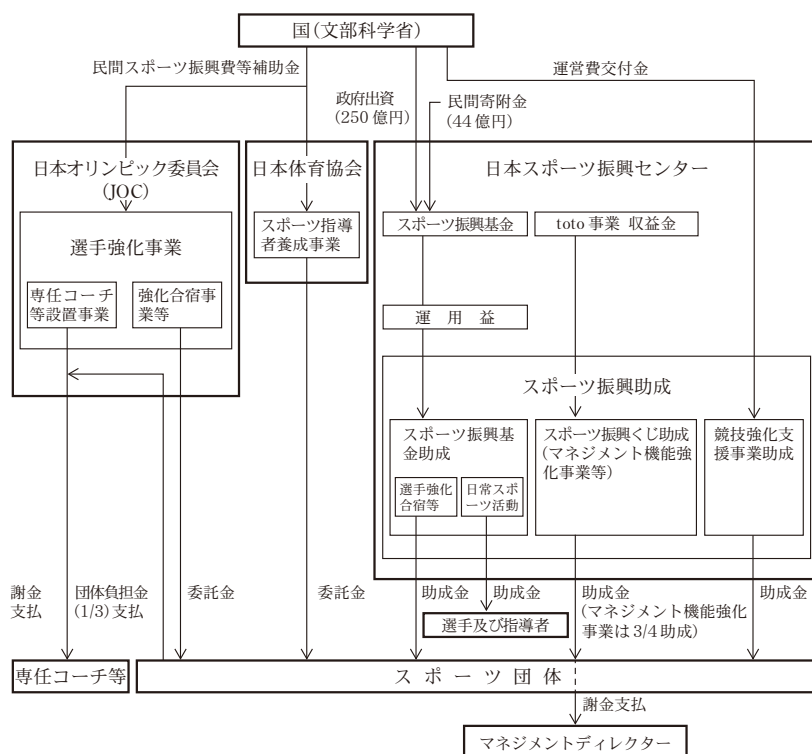 国(文部科学省)
民間スポーツ振興費等補助金
運営費交付金
政府出資
(250 億円)
民間寄附金
(44 億円)
日本オリンピック委員会
(JOC)
日本体育協会
日本スポーツ振興センター
選手強化事業
スポーツ指導
者養成事業
スポーツ振興基金
toto 事業 収益金
専任コーチ
等設置事業
強化合宿事
業等
運 用 益
スポーツ振興助成
スポーツ振興基
金助成
スポーツ振興くじ助成
(マネジメント機能強
化事業等)
競技強化支
援事業助成
選手強化
合宿等
日常スポ
ーツ活動
謝金
支払
団体負担金
(1/3)支払
委託金
委託金
助成金
助成金
助成金
(マネジメント機能強化
事業は 3/4 助成)
助成金
選手及び指導者
専任コーチ等
スポーツ団体
謝金支払
マネジメントディレクター